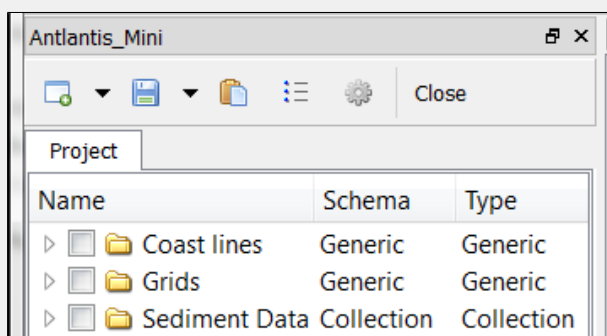 Antlantis_Mini
Close
Project
Name Schema Type
Coast lines Generic Generic
Grids Generic Generic
Sediment Data Collection Collection